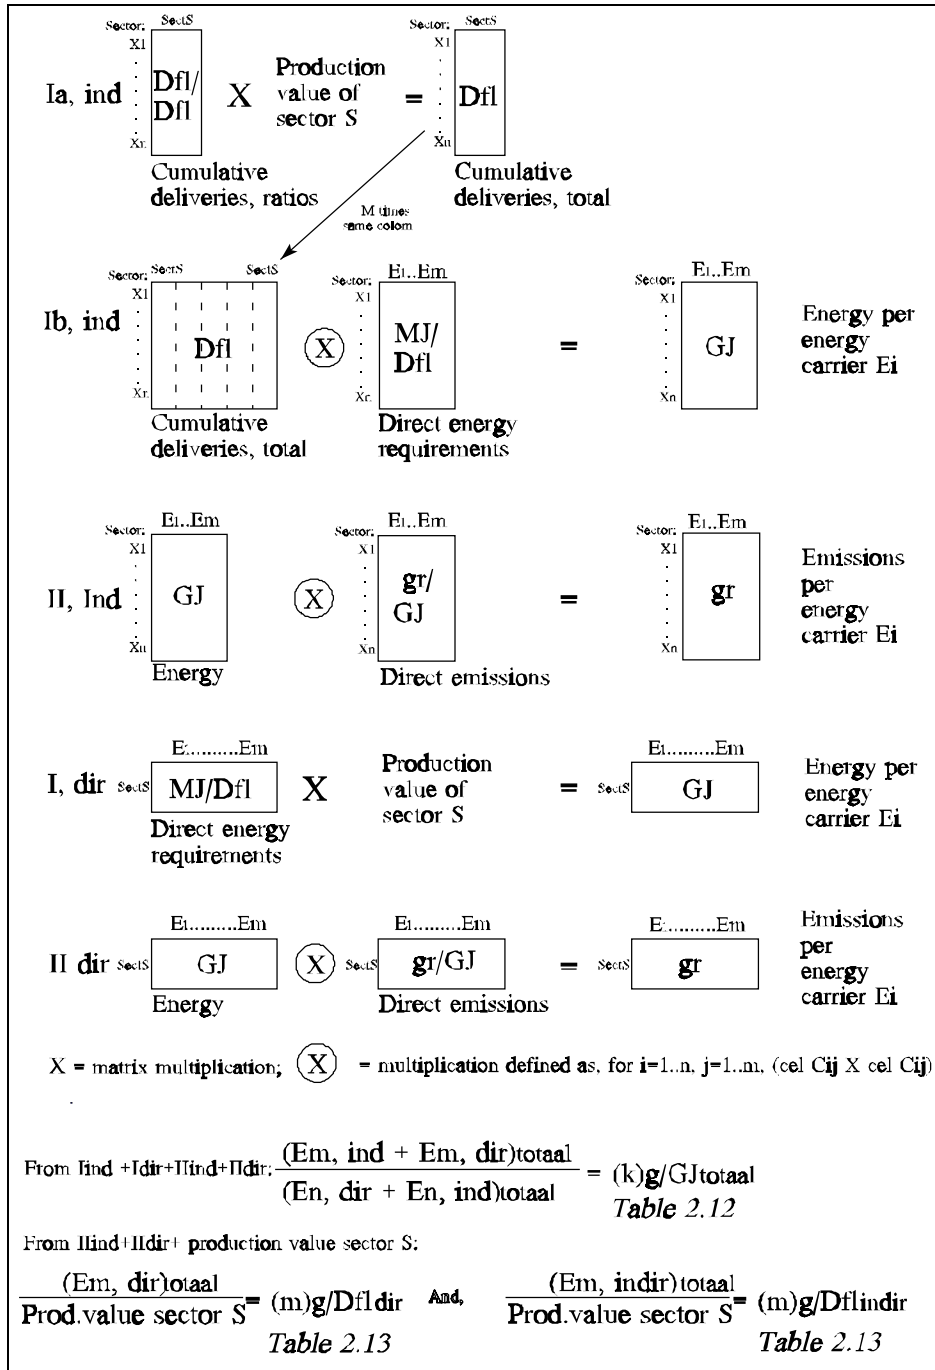 Sector: SectS SectS
Sector:
X1 X1
Ia, ind Dfl/ Dfl X Production value of sector S = Dfl
Xn Xn
Cumulative deliveries, ratios
Cumulative deliveries, total
M times
same colom
Sector: SectS SectS
Sector: E1..Em
Sector: E1..Em
X1 X1 X1
Ib, ind Dfl X MJ/ Dfl = GJ
Energy per
energy
carrier Ei
Xn Xn Xn
Cumulative
deliveries, total
Direct energy
requirements
Sector: E1..Em
Sector: E1..Em
Sector: E1..Em
X1 X1 X1
II, Ind GJ X gr/ GJ = gr
Emissions
per
energy
carrier Ei
Xn Xn Xn
Energy
Direct emissions
E1.........Em E1.........Em
I, dir SectS MJ/Dfl X Production value of sector S = SectS GJ
Energy per
energy
carrier Ei
Direct energy
requirements
E1.........Em E1.........Em E1.........Em
II dir SectS GJ X SectS gr/GJ = SectS gr
Emissions
per
energy
carrier Ei
Energy
Direct emissions
X = matrix multiplication; X = multiplication defined as, for i=1..n, j=1..m, (cel Cij X cel Cij)
From Iind +Idir+IIind+IIdir: (Em, ind + Em, dir)totaal
(En, dir + En, ind)totaal
= (k)g/GJtotaal
Table 2.12
From IIind+IIdir+ production value sector S:
(Em, dir)totaal
Prod.value sector S
= (m)g/Dfldir
Table 2.13
And,
(Em, indir)totaal
Prod.value sector S
= (m)g/Dflindir
Table 2.13